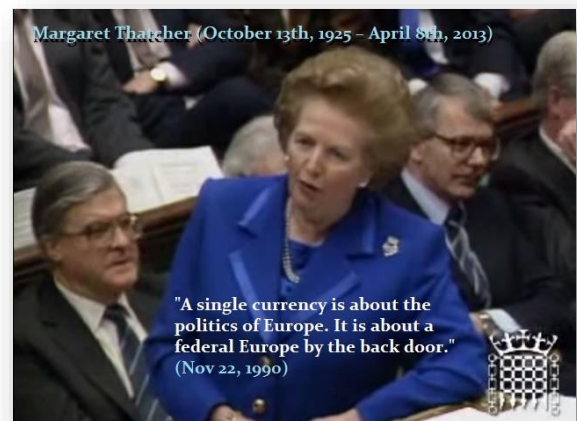 Margaret Thatcher (October 13th, 1925 – April 8th, 2013)
"A single currency is about the
politics of Europe. It is about a
federal Europe by the back door."
(Nov 22, 1990)